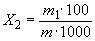 X₂ = m₁·100 / m·1000